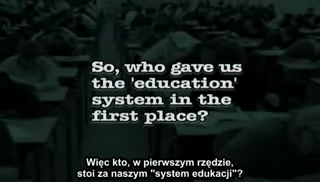 So, who gave us
the 'education'
system in the
first place?
Więc kto, w pierwszym rzędzie,
stoi za naszym "system edukacji"?